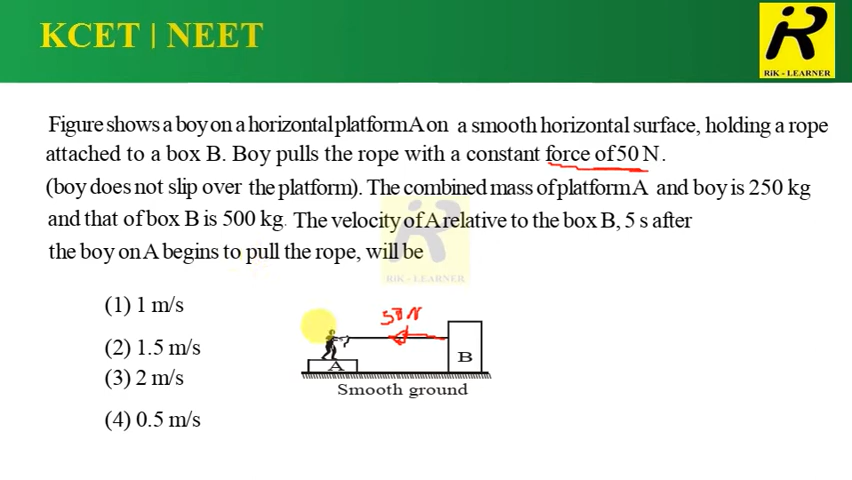 KCET | NEET
RiK - LEARNER
Figure shows a boy on a horizontal platform A on a smooth horizontal surface, holding a rope
attached to a box B. Boy pulls the rope with a constant force of 50 N.
(boy does not slip over the platform). The combined mass of platform A and boy is 250 kg
and that of box B is 500 kg. The velocity of A relative to the box B, 5 s after
the boy on A begins to pull the rope, will be
RiK - LEARNER
(1) 1 m/s
(2) 1.5 m/s
(3) 2 m/s
(4) 0.5 m/s
50 N
B
A
Smooth ground